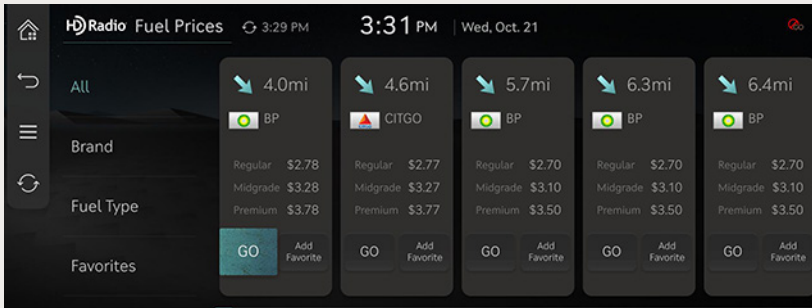 HD Radio Fuel Prices 3:29 PM 3:31 PM Wed, Oct. 21
All
Brand
Fuel Type
Favorites
4.0mi
BP
Regular $2.78
Midgrade $3.28
Premium $3.78
GO Add Favorite
4.6mi
CITGO
Regular $2.77
Midgrade $3.27
Premium $3.77
GO Add Favorite
5.7mi
BP
Regular $2.70
Midgrade $3.10
Premium $3.50
GO Add Favorite
6.3mi
BP
Regular $2.70
Midgrade $3.10
Premium $3.50
GO Add Favorite
6.4mi
BP
Regular $2.70
Midgrade $3.10
Premium $3.50
GO Add Favorite